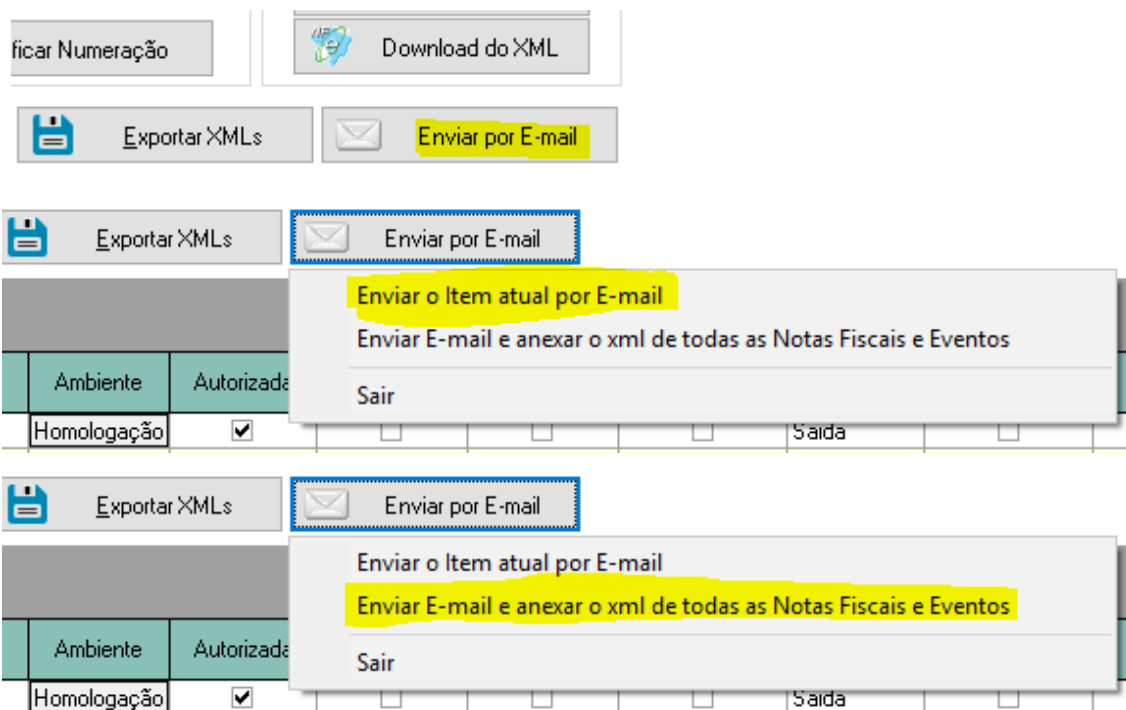 ficar Numeração
Download do XML
Exportar XMLs
Enviar por E-mail
Exportar XMLs
Enviar por E-mail
Enviar o Item atual por E-mail
Enviar E-mail e anexar o xml de todas as Notas Fiscais e Eventos
Sair
Ambiente
Autorizada
Homologação
Saída
Exportar XMLs
Enviar por E-mail
Enviar o Item atual por E-mail
Enviar E-mail e anexar o xml de todas as Notas Fiscais e Eventos
Sair
Ambiente
Autorizada
Homologação
Saída